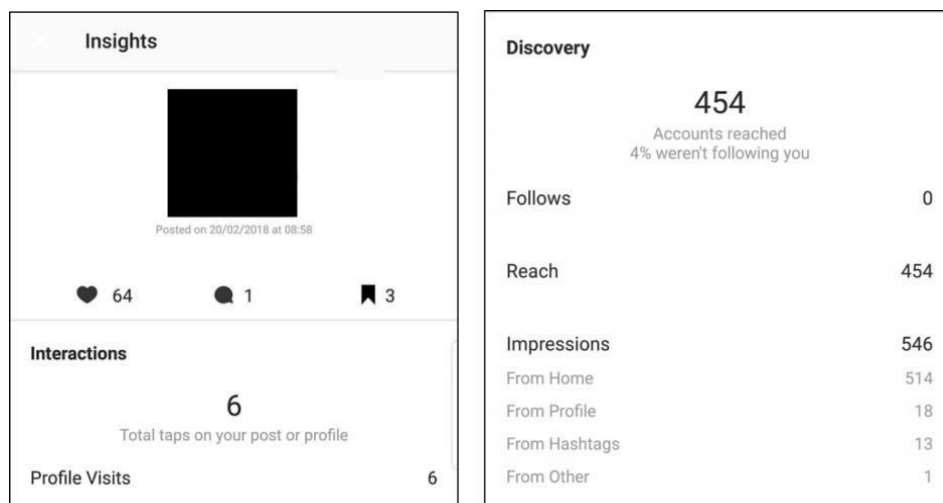 Insights
Posted on 20/02/2018 at 08:58
64 1 3
Interactions
6
Total taps on your post or profile
Profile Visits 6
Discovery
454
Accounts reached
4% weren't following you
Follows 0
Reach 454
Impressions 546
From Home 514
From Profile 18
From Hashtags 13
From Other 1